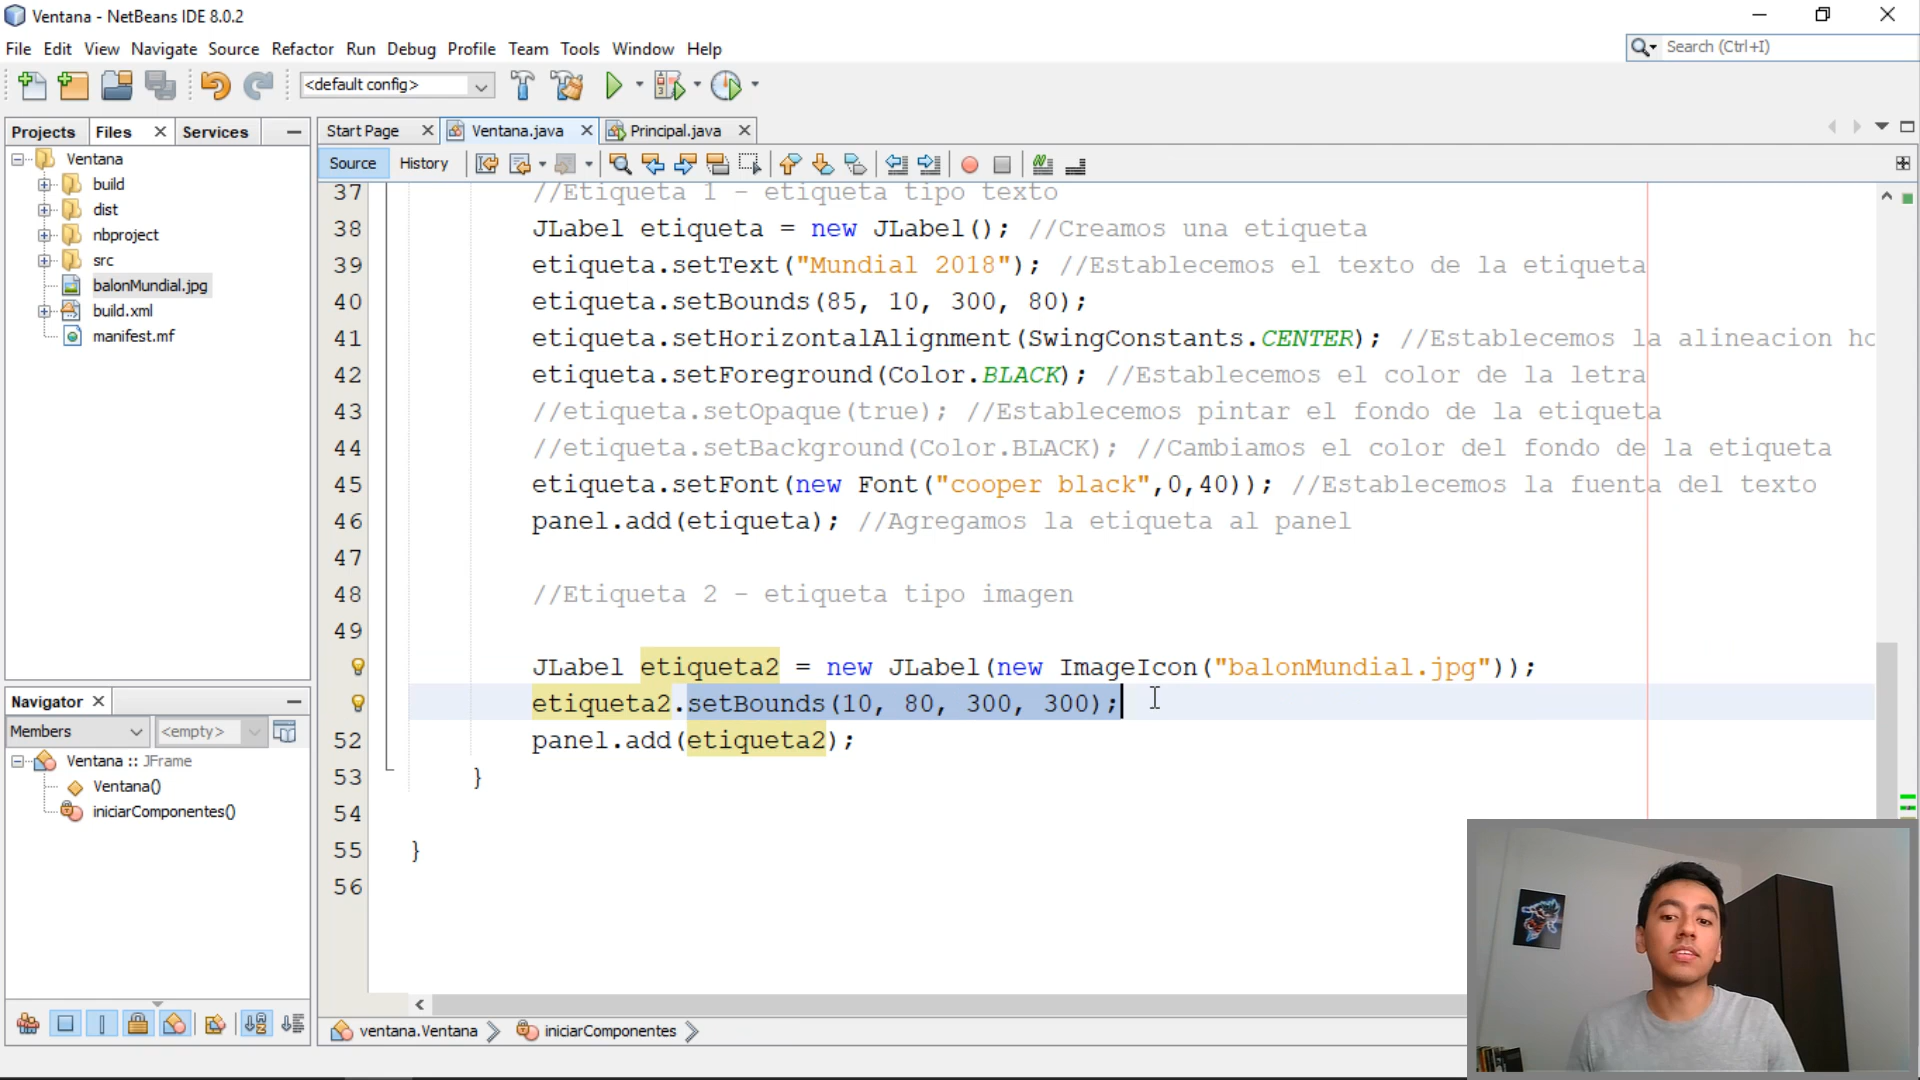 Ventana - NetBeans IDE 8.0.2
File Edit View Navigate Source Refactor Run Debug Profile Team Tools Window Help
Search (Ctrl+I)
<default config>
Projects Files Services
Start Page Ventana.java Principal.java
Source History
Ventana
build
dist
nbproject
src
balonMundial.jpg
build.xml
manifest.mf
37 //Etiqueta 1 - etiqueta tipo texto
38 JLabel etiqueta = new JLabel(); //Creamos una etiqueta
39 etiqueta.setText("Mundial 2018"); //Establecemos el texto de la etiqueta
40 etiqueta.setBounds(85, 10, 300, 80);
41 etiqueta.setHorizontalAlignment(SwingConstants.CENTER); //Establecemos la alineacion ho
42 etiqueta.setForeground(Color.BLACK); //Establecemos el color de la letra
43 //etiqueta.setOpaque(true); //Establecemos pintar el fondo de la etiqueta
44 //etiqueta.setBackground(Color.BLACK); //Cambiamos el color del fondo de la etiqueta
45 etiqueta.setFont(new Font("cooper black",0,40)); //Establecemos la fuenta del texto
46 panel.add(etiqueta); //Agregamos la etiqueta al panel
47
48 //Etiqueta 2 - etiqueta tipo imagen
49
JLabel etiqueta2 = new JLabel(new ImageIcon("balonMundial.jpg"));
etiqueta2.setBounds(10, 80, 300, 300);
52 panel.add(etiqueta2);
53 }
54
55 }
56
Navigator
Members <empty>
Ventana :: JFrame
Ventana()
iniciarComponentes()
ventana.Ventana iniciarComponentes